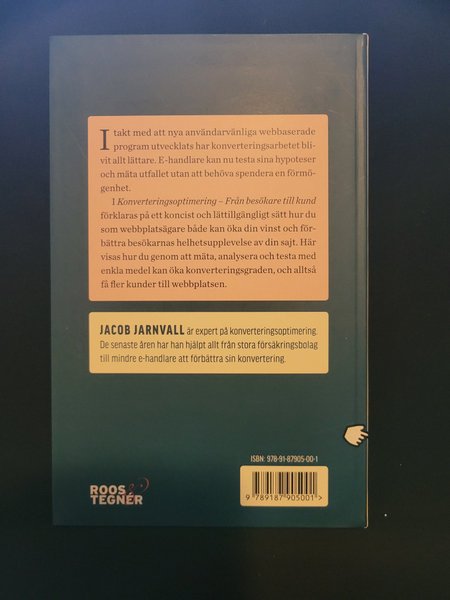 I takt med att nya användarvänliga webbaserade
program utvecklats har konverteringsarbetet bli-
vit allt lättare. E-handlare kan nu testa sina hypoteser
och mäta utfallet utan att behöva spendera en förmö-
genhet.
I Konverteringsoptimering – Från besökare till kund
förklaras på ett koncist och lättillgängligt sätt hur du
som webbplatsägare både kan öka din vinst och för-
bättra besökarnas helhetsupplevelse av din sajt. Här
visas hur du genom att mäta, analysera och testa med
enkla medel kan öka konverteringsgraden, och alltså
få fler kunder till webbplatsen.
JACOB JARNVALL är expert på konverteringsoptimering.
De senaste åren har han hjälpt allt från stora försäkringsbolag
till mindre e-handlare att förbättra sin konvertering.
ISBN: 978-91-87905-00-1
9 789187 905001 >
ROOS &
TEGNÉR